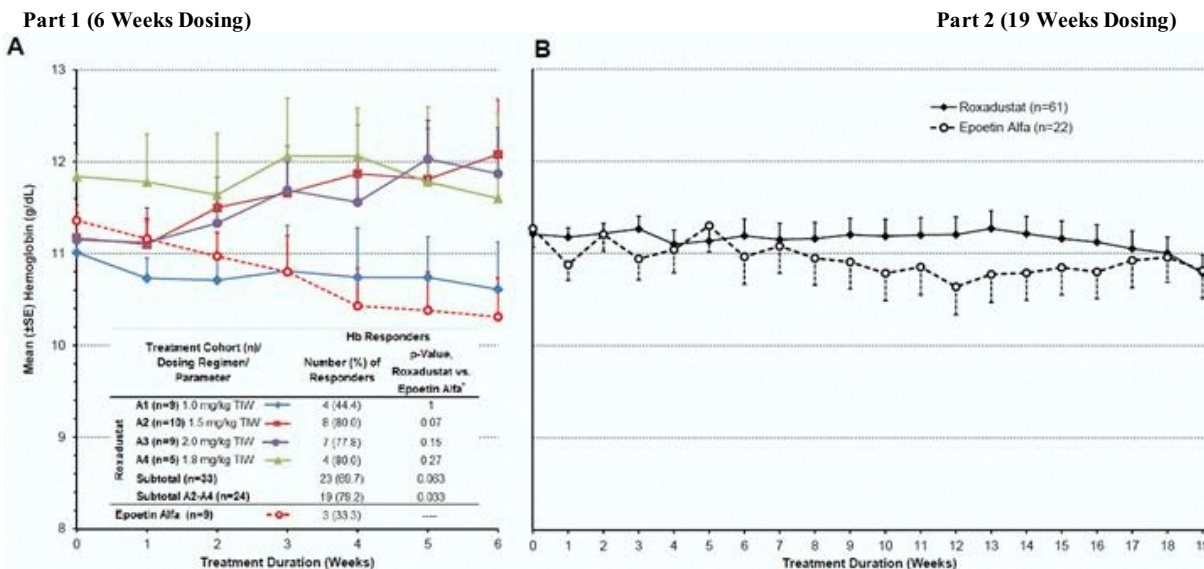 Part 1 (6 Weeks Dosing)
Part 2 (19 Weeks Dosing)
A
B
Mean (±SE) Hemoglobin (g/dL)
13
12
11
10
9
8
0 1 2 3 4 5 6
Treatment Duration (Weeks)
Treatment Cohort (n)/
Dosing Regimen/
Parameter
Hb Responders
Number (%) of
Responders
p-Value,
Roxadustat vs.
Epoetin Alfa*
Roxadustat
A1 (n=9) 1.0 mg/kg TIW 4 (44.4) 1
A2 (n=10) 1.5 mg/kg TIW 8 (80.0) 0.07
A3 (n=9) 2.0 mg/kg TIW 7 (77.8) 0.15
A4 (n=5) 1.8 mg/kg TIW 4 (80.0) 0.27
Subtotal (n=33) 23 (69.7) 0.063
Subtotal A2-A4 (n=24) 19 (79.2) 0.033
Epoetin Alfa (n=9) 3 (33.3) ----
Roxadustat (n=61)
Epoetin Alfa (n=22)
0 1 2 3 4 5 6 7 8 9 10 11 12 13 14 15 16 17 18 19
Treatment Duration (Weeks)